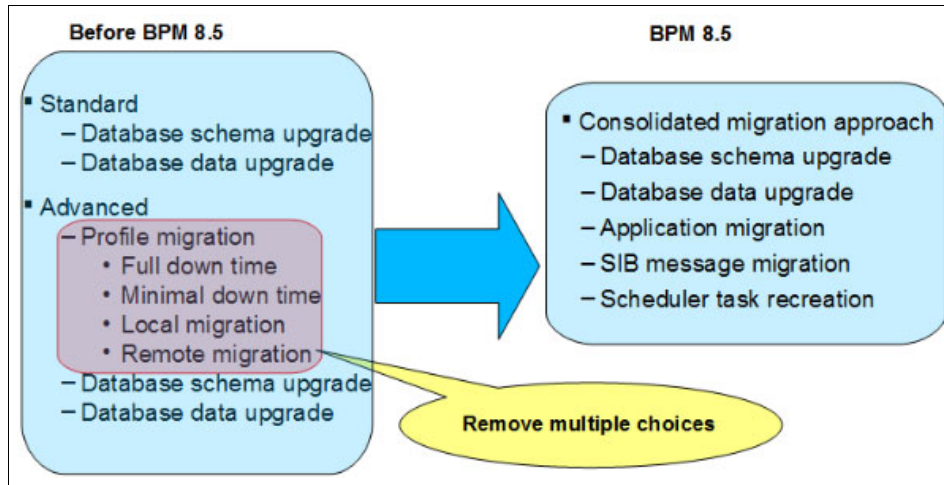 Before BPM 8.5
▪ Standard
– Database schema upgrade
– Database data upgrade
▪ Advanced
– Profile migration
• Full down time
• Minimal down time
• Local migration
• Remote migration
– Database schema upgrade
– Database data upgrade
Remove multiple choices
BPM 8.5
▪ Consolidated migration approach
– Database schema upgrade
– Database data upgrade
– Application migration
– SIB message migration
– Scheduler task recreation